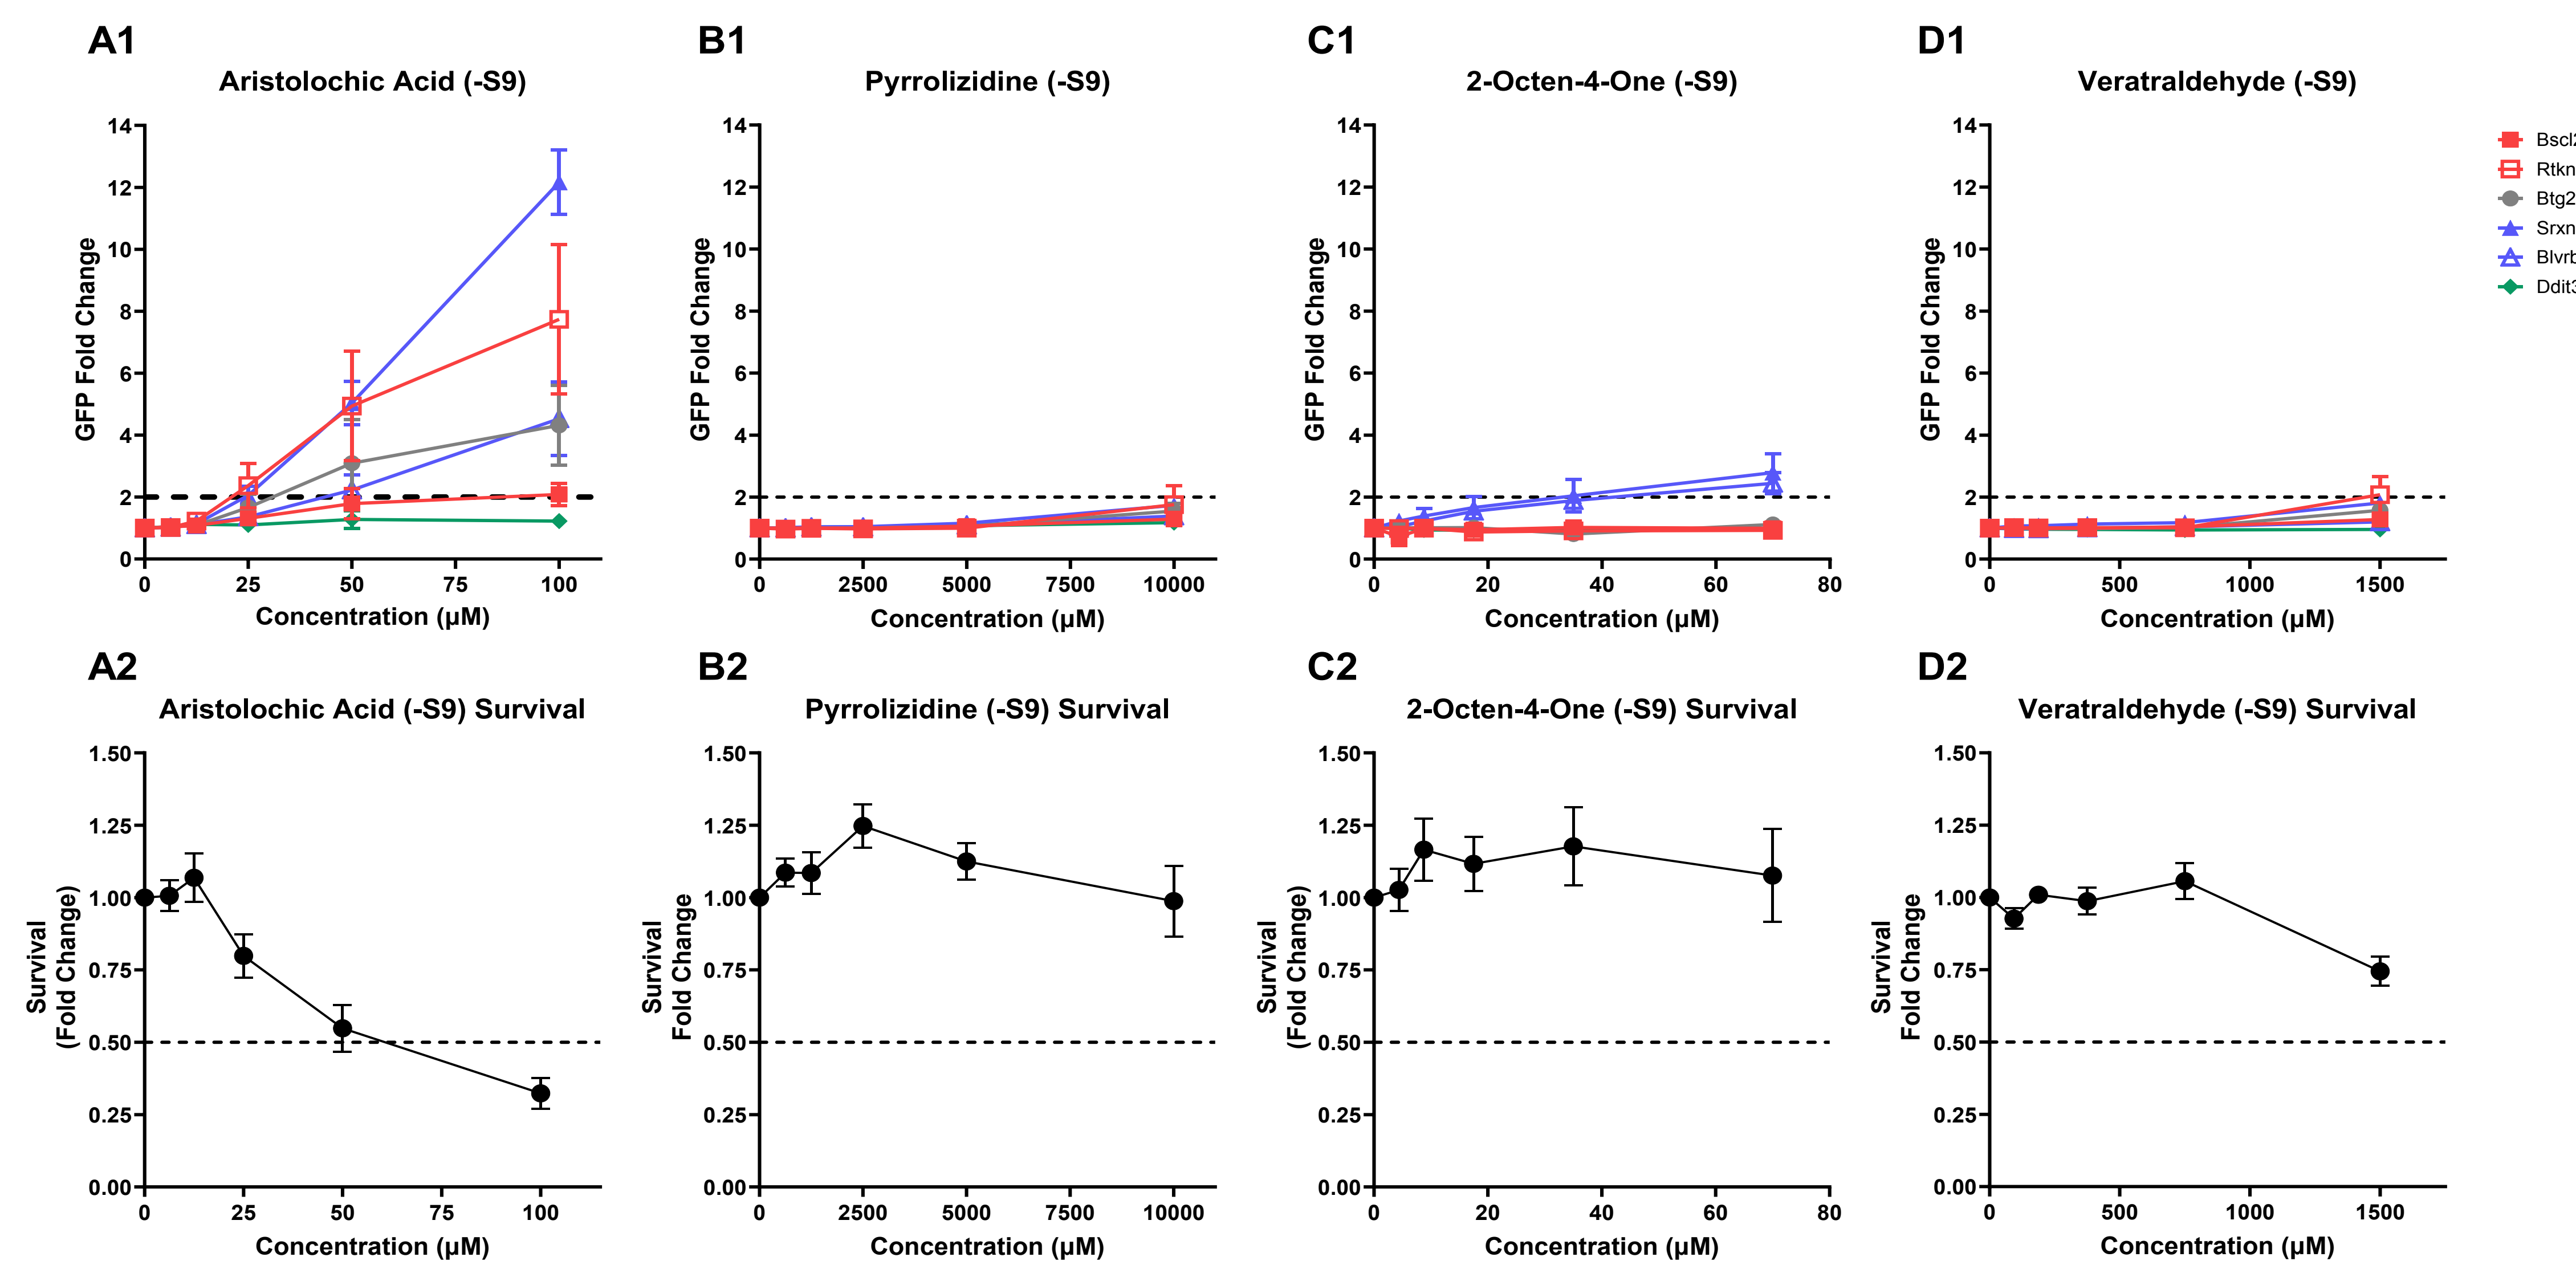 A1
B1
C1
D1
Aristolochic Acid (-S9)
Pyrrolizidine (-S9)
2-Octen-4-One (-S9)
Veratraldehyde (-S9)
GFP Fold Change
14
12
10
8
6
4
2
0
0 25 50 75 100
Concentration (µM)
GFP Fold Change
14
12
10
8
6
4
2
0
0 2500 5000 7500 10000
Concentration (µM)
GFP Fold Change
14
12
10
8
6
4
2
0
0 20 40 60 80
Concentration (µM)
GFP Fold Change
14
12
10
8
6
4
2
0
0 500 1000 1500
Concentration (µM)
Bscl2
Rtkn
Btg2
Srxn
Blvrb
Ddit3
A2
B2
C2
D2
Aristolochic Acid (-S9) Survival
Pyrrolizidine (-S9) Survival
2-Octen-4-One (-S9) Survival
Veratraldehyde (-S9) Survival
Survival
(Fold Change)
1.50
1.25
1.00
0.75
0.50
0.25
0.00
0 25 50 75 100
Concentration (µM)
Survival
Fold Change
1.50
1.25
1.00
0.75
0.50
0.25
0.00
0 2500 5000 7500 10000
Concentration (µM)
Survival
(Fold Change)
1.50
1.25
1.00
0.75
0.50
0.25
0.00
0 20 40 60 80
Concentration (µM)
Survival
Fold Change
1.50
1.25
1.00
0.75
0.50
0.25
0.00
0 500 1000 1500
Concentration (µM)